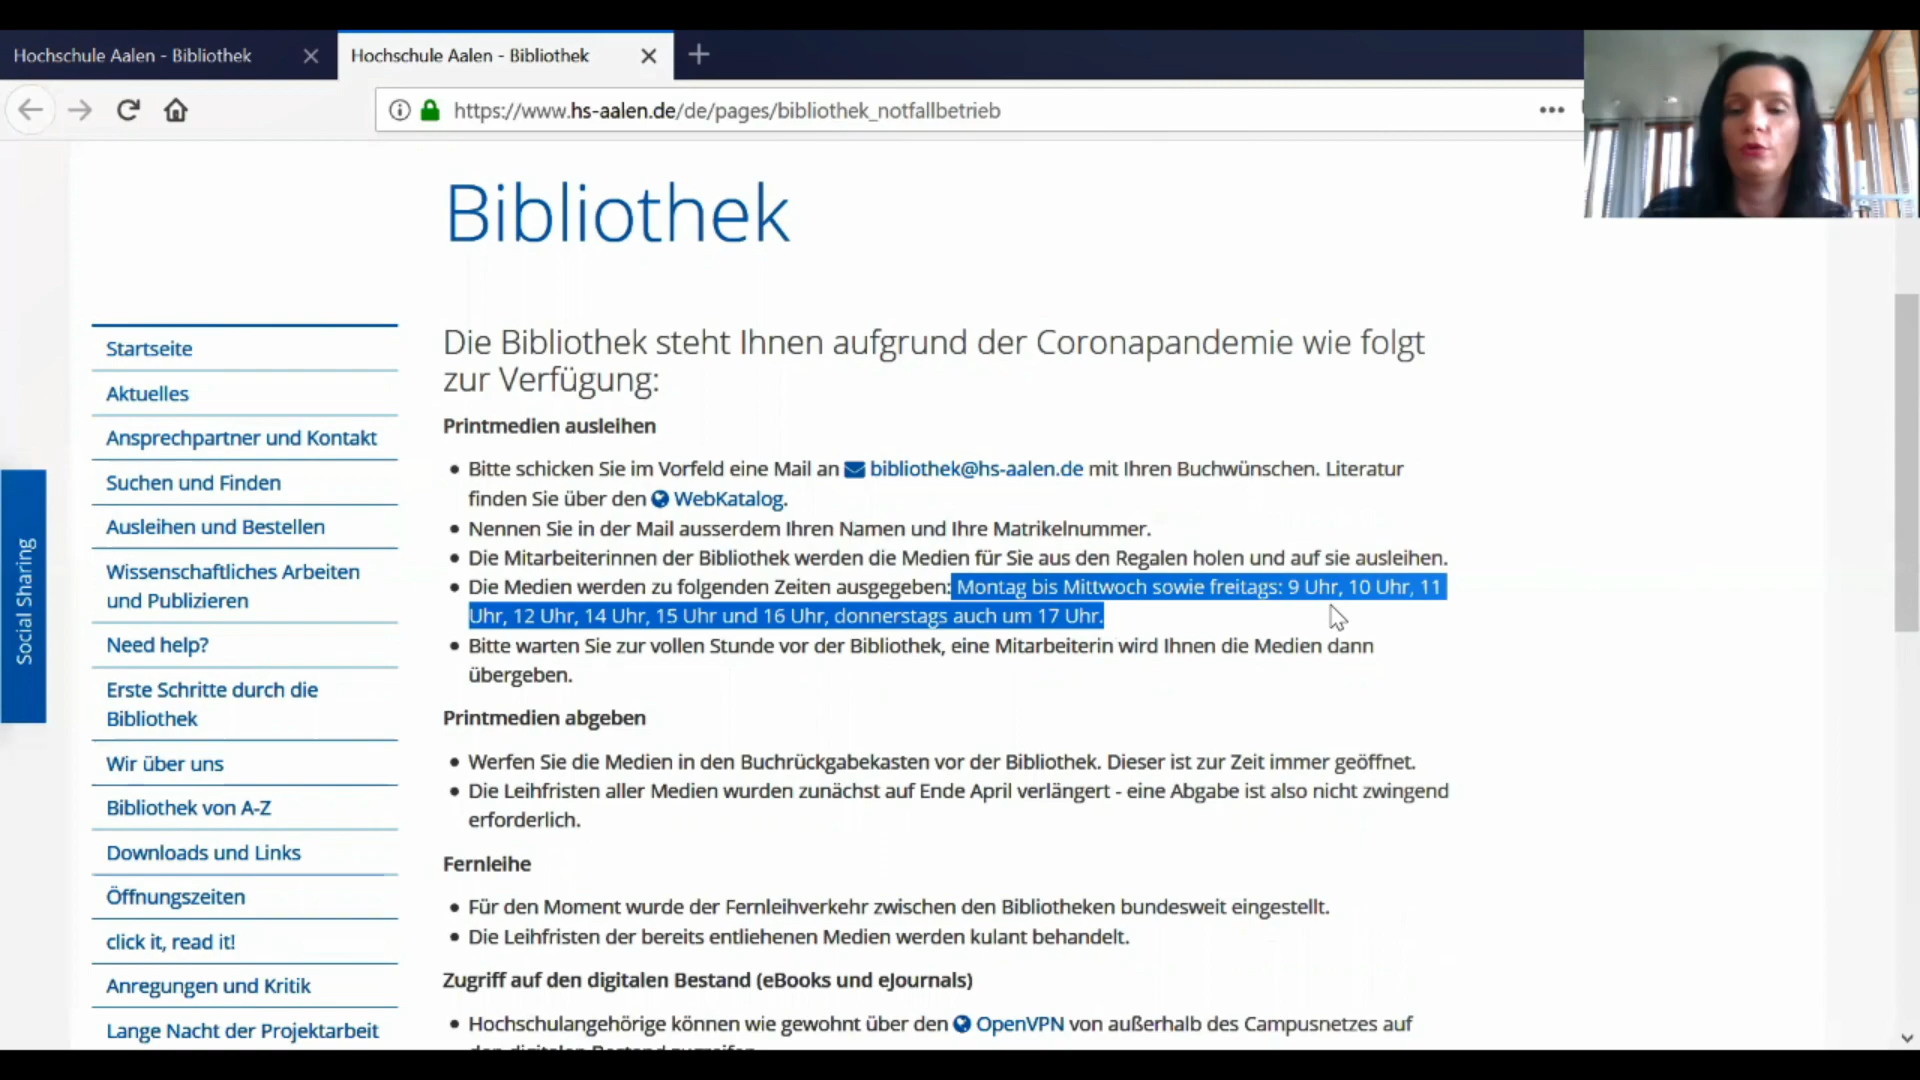 Hochschule Aalen - Bibliothek
Hochschule Aalen - Bibliothek
https://www.hs-aalen.de/de/pages/bibliothek_notfallbetrieb
Bibliothek
Social Sharing
Startseite
Aktuelles
Ansprechpartner und Kontakt
Suchen und Finden
Ausleihen und Bestellen
Wissenschaftliches Arbeiten
und Publizieren
Need help?
Erste Schritte durch die
Bibliothek
Wir über uns
Bibliothek von A-Z
Downloads und Links
Öffnungszeiten
click it, read it!
Anregungen und Kritik
Lange Nacht der Projektarbeit
Die Bibliothek steht Ihnen aufgrund der Coronapandemie wie folgt
zur Verfügung:
Printmedien ausleihen
• Bitte schicken Sie im Vorfeld eine Mail an bibliothek@hs-aalen.de mit Ihren Buchwünschen. Literatur
finden Sie über den WebKatalog.
• Nennen Sie in der Mail ausserdem Ihren Namen und Ihre Matrikelnummer.
• Die Mitarbeiterinnen der Bibliothek werden die Medien für Sie aus den Regalen holen und auf sie ausleihen.
• Die Medien werden zu folgenden Zeiten ausgegeben: Montag bis Mittwoch sowie freitags: 9 Uhr, 10 Uhr, 11
Uhr, 12 Uhr, 14 Uhr, 15 Uhr und 16 Uhr, donnerstags auch um 17 Uhr.
• Bitte warten Sie zur vollen Stunde vor der Bibliothek, eine Mitarbeiterin wird Ihnen die Medien dann
übergeben.
Printmedien abgeben
• Werfen Sie die Medien in den Buchrückgabekasten vor der Bibliothek. Dieser ist zur Zeit immer geöffnet.
• Die Leihfristen aller Medien wurden zunächst auf Ende April verlängert - eine Abgabe ist also nicht zwingend
erforderlich.
Fernleihe
• Für den Moment wurde der Fernleihverkehr zwischen den Bibliotheken bundesweit eingestellt.
• Die Leihfristen der bereits entliehenen Medien werden kulant behandelt.
Zugriff auf den digitalen Bestand (eBooks und eJournals)
• Hochschulangehörige können wie gewohnt über den OpenVPN von außerhalb des Campusnetzes auf